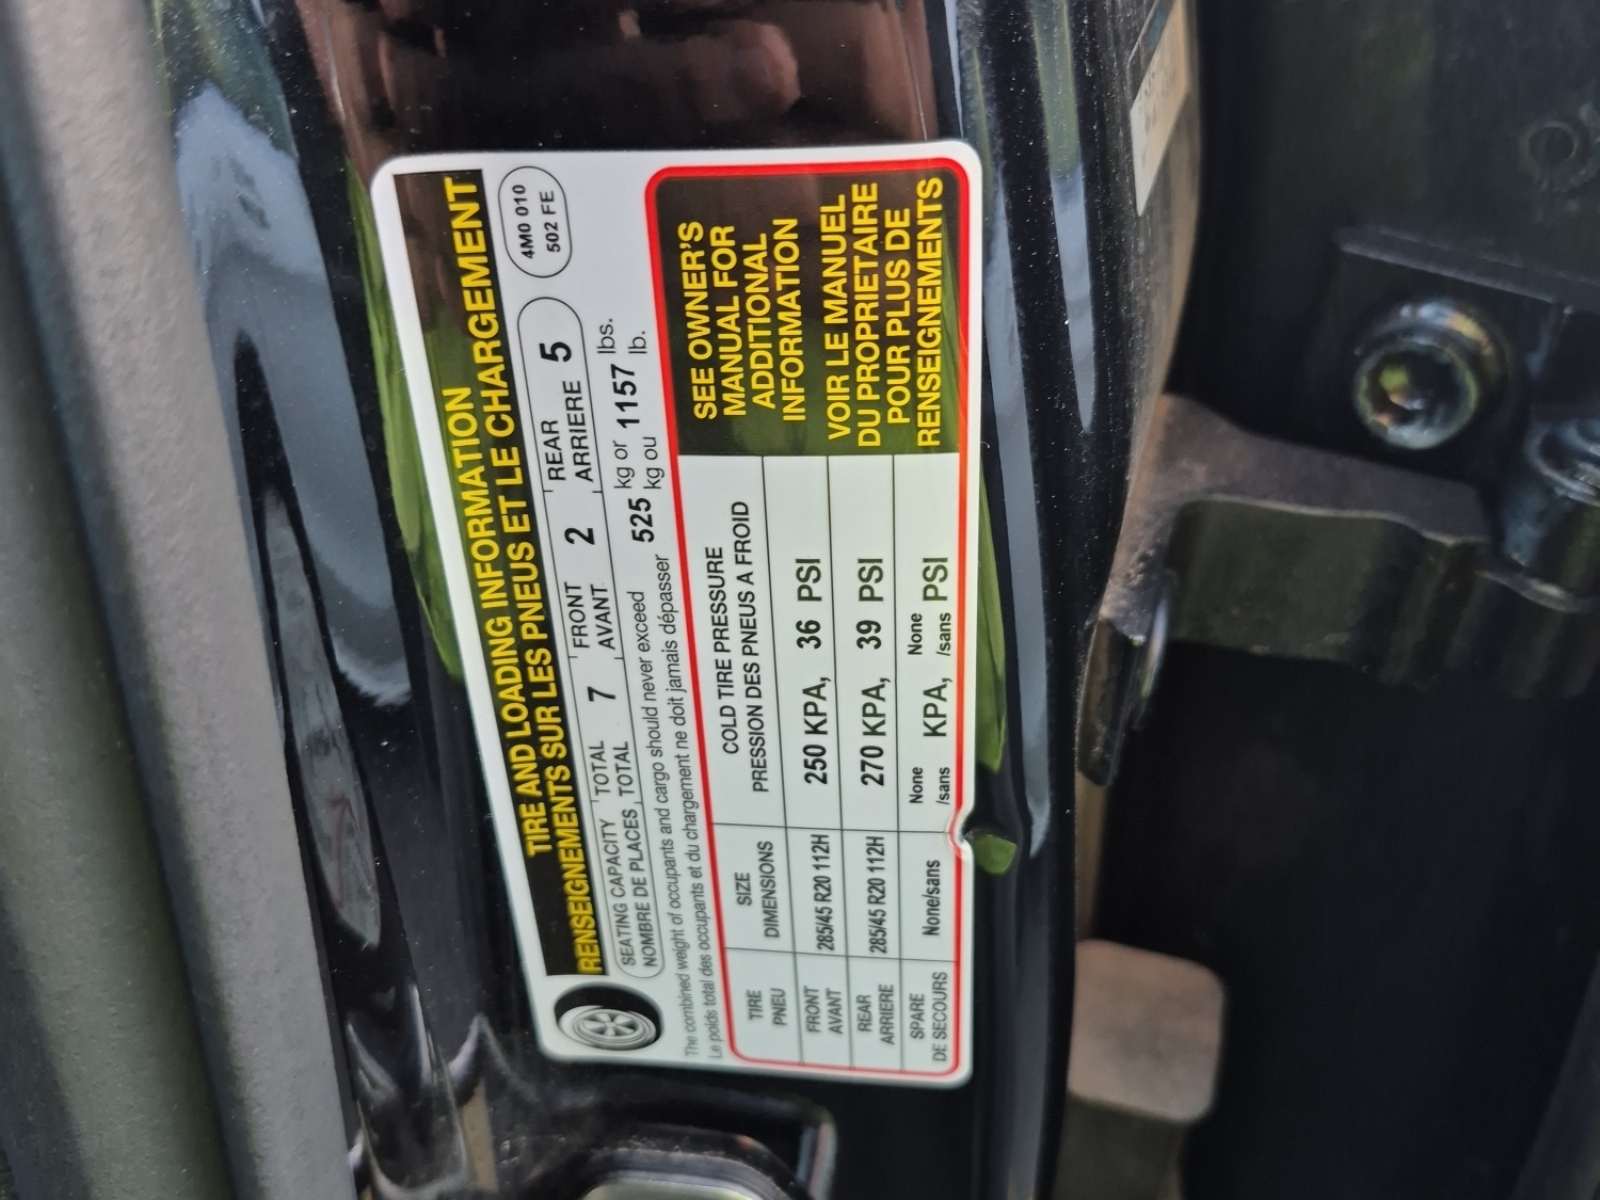 TIRE AND LOADING INFORMATION
RENSEIGNEMENTS SUR LES PNEUS ET LE CHARGEMENT
SEATING CAPACITY TOTAL 7 FRONT 2 REAR 5
NOMBRE DE PLACES TOTAL AVANT ARRIERE
4M0 010
502 FE
The combined weight of occupants and cargo should never exceed 525 kg or 1157 lbs.
Le poids total des occupants et du chargement ne doit jamais dépasser kg ou lb.
TIRE SIZE COLD TIRE PRESSURE
PNEU DIMENSIONS PRESSION DES PNEUS A FROID
FRONT 285/45 R20 112H 250 KPA, 36 PSI
AVANT
REAR 285/45 R20 112H 270 KPA, 39 PSI
ARRIERE
SPARE None/sans None KPA, None PSI
DE SECOURS /sans /sans
SEE OWNER'S
MANUAL FOR
ADDITIONAL
INFORMATION
VOIR LE MANUEL
DU PROPRIETAIRE
POUR PLUS DE
RENSEIGNEMENTS